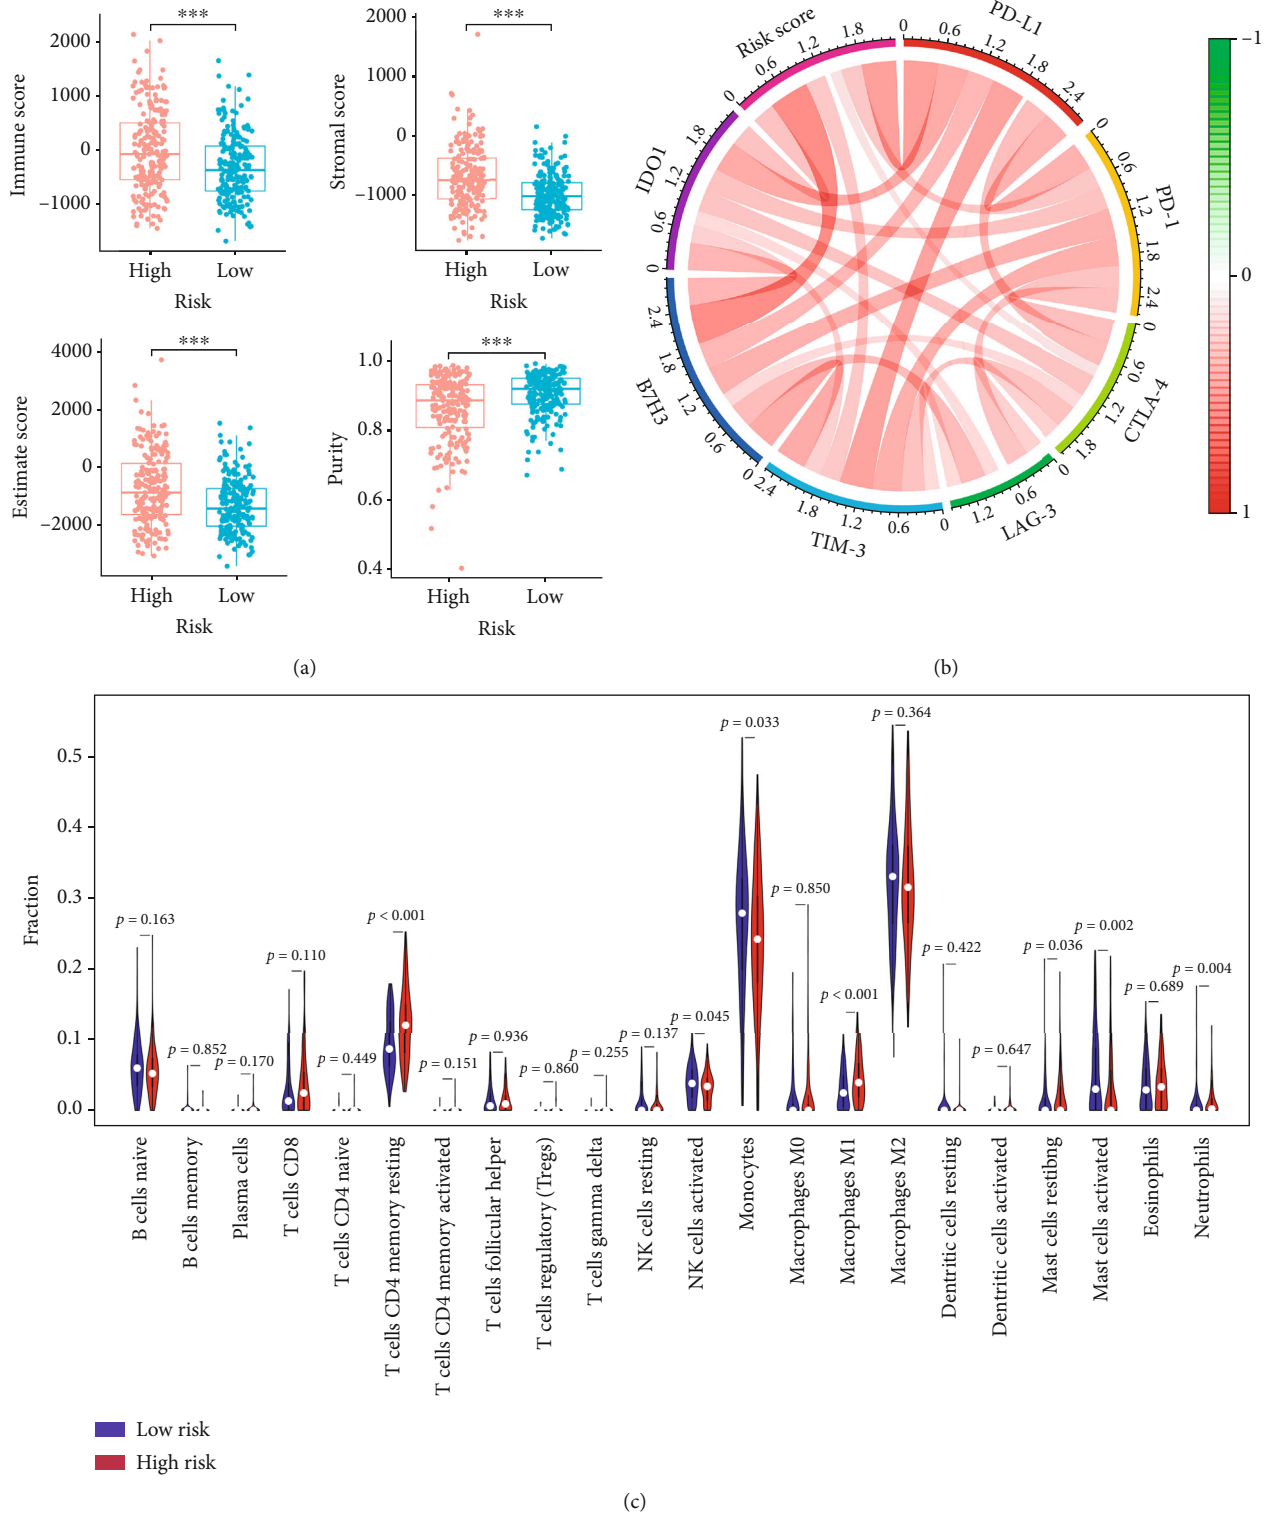 ***
2000
1000
0
−1000
Immune score
High
Low
Risk
***
2000
1000
0
−1000
Stromal score
High
Low
Risk
***
4000
2000
0
−2000
Estimate score
High
Low
Risk
***
1.0
0.8
0.6
0.4
Purity
High
Low
Risk
(a)
Risk score
0 0.6 1.2 1.8
PD-L1
0 0.6 1.2 1.8 2.4
PD-1
0 0.6 1.2 1.8 2.4
CTLA-4
0 0.6 1.2 1.8
LAG-3
0 0.6 1.2
TIM-3
0 0.6 1.2 1.8 2.4
B7H3
0 0.6 1.2 1.8 2.4
IDO1
0 0.6 1.2 1.8
−1
0
1
(b)
Fraction
0.5
0.4
0.3
0.2
0.1
0.0
p = 0.163
p = 0.852
p = 0.170
p = 0.110
p = 0.449
p < 0.001
p = 0.151
p = 0.936
p = 0.860
p = 0.255
p = 0.137
p = 0.045
p = 0.033
p = 0.850
p < 0.001
p = 0.364
p = 0.422
p = 0.647
p = 0.036
p = 0.002
p = 0.689
p = 0.004
B cells naive
B cells memory
Plasma cells
T cells CD8
T cells CD4 naive
T cells CD4 memory resting
T cells CD4 memory activated
T cells follicular helper
T cells regulatory (Tregs)
T cells gamma delta
NK cells resting
NK cells activated
Monocytes
Macrophages M0
Macrophages M1
Macrophages M2
Dentritic cells resting
Dentritic cells activated
Mast cells restibng
Mast cells activated
Eosinophils
Neutrophils
Low risk
High risk
(c)